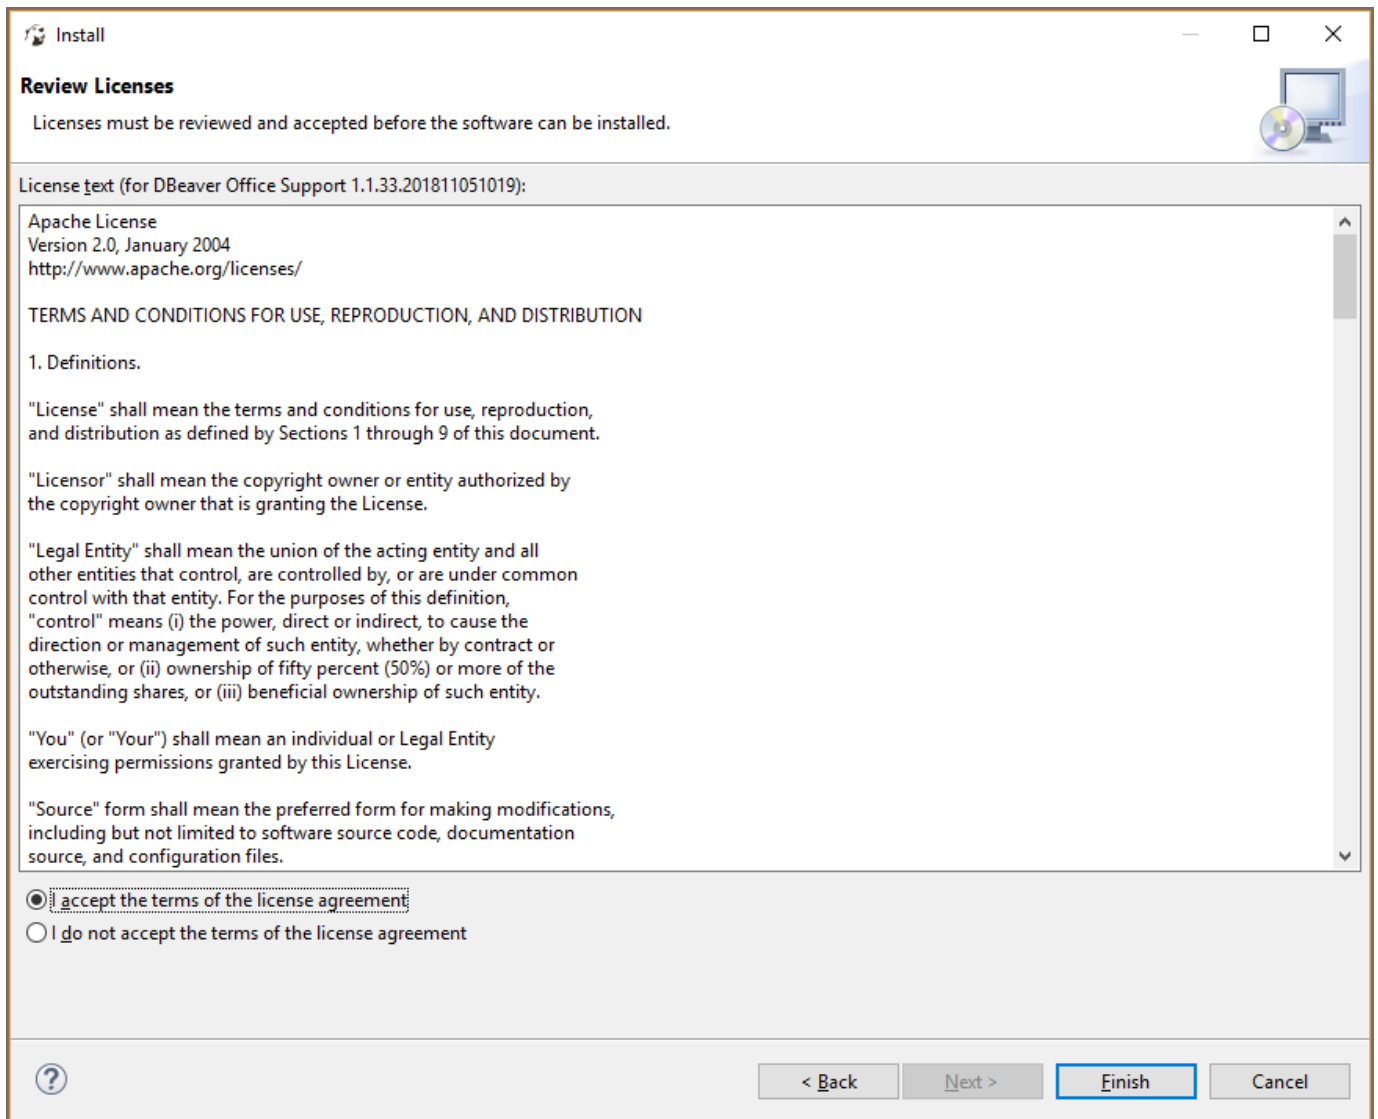 Install
Review Licenses
Licenses must be reviewed and accepted before the software can be installed.
License text (for DBeaver Office Support 1.1.33.201811051019):
Apache License
Version 2.0, January 2004
http://www.apache.org/licenses/
TERMS AND CONDITIONS FOR USE, REPRODUCTION, AND DISTRIBUTION
1. Definitions.
"License" shall mean the terms and conditions for use, reproduction,
and distribution as defined by Sections 1 through 9 of this document.
"Licensor" shall mean the copyright owner or entity authorized by
the copyright owner that is granting the License.
"Legal Entity" shall mean the union of the acting entity and all
other entities that control, are controlled by, or are under common
control with that entity. For the purposes of this definition,
"control" means (i) the power, direct or indirect, to cause the
direction or management of such entity, whether by contract or
otherwise, or (ii) ownership of fifty percent (50%) or more of the
outstanding shares, or (iii) beneficial ownership of such entity.
"You" (or "Your") shall mean an individual or Legal Entity
exercising permissions granted by this License.
"Source" form shall mean the preferred form for making modifications,
including but not limited to software source code, documentation
source, and configuration files.
I accept the terms of the license agreement
I do not accept the terms of the license agreement
? < Back Next > Finish Cancel